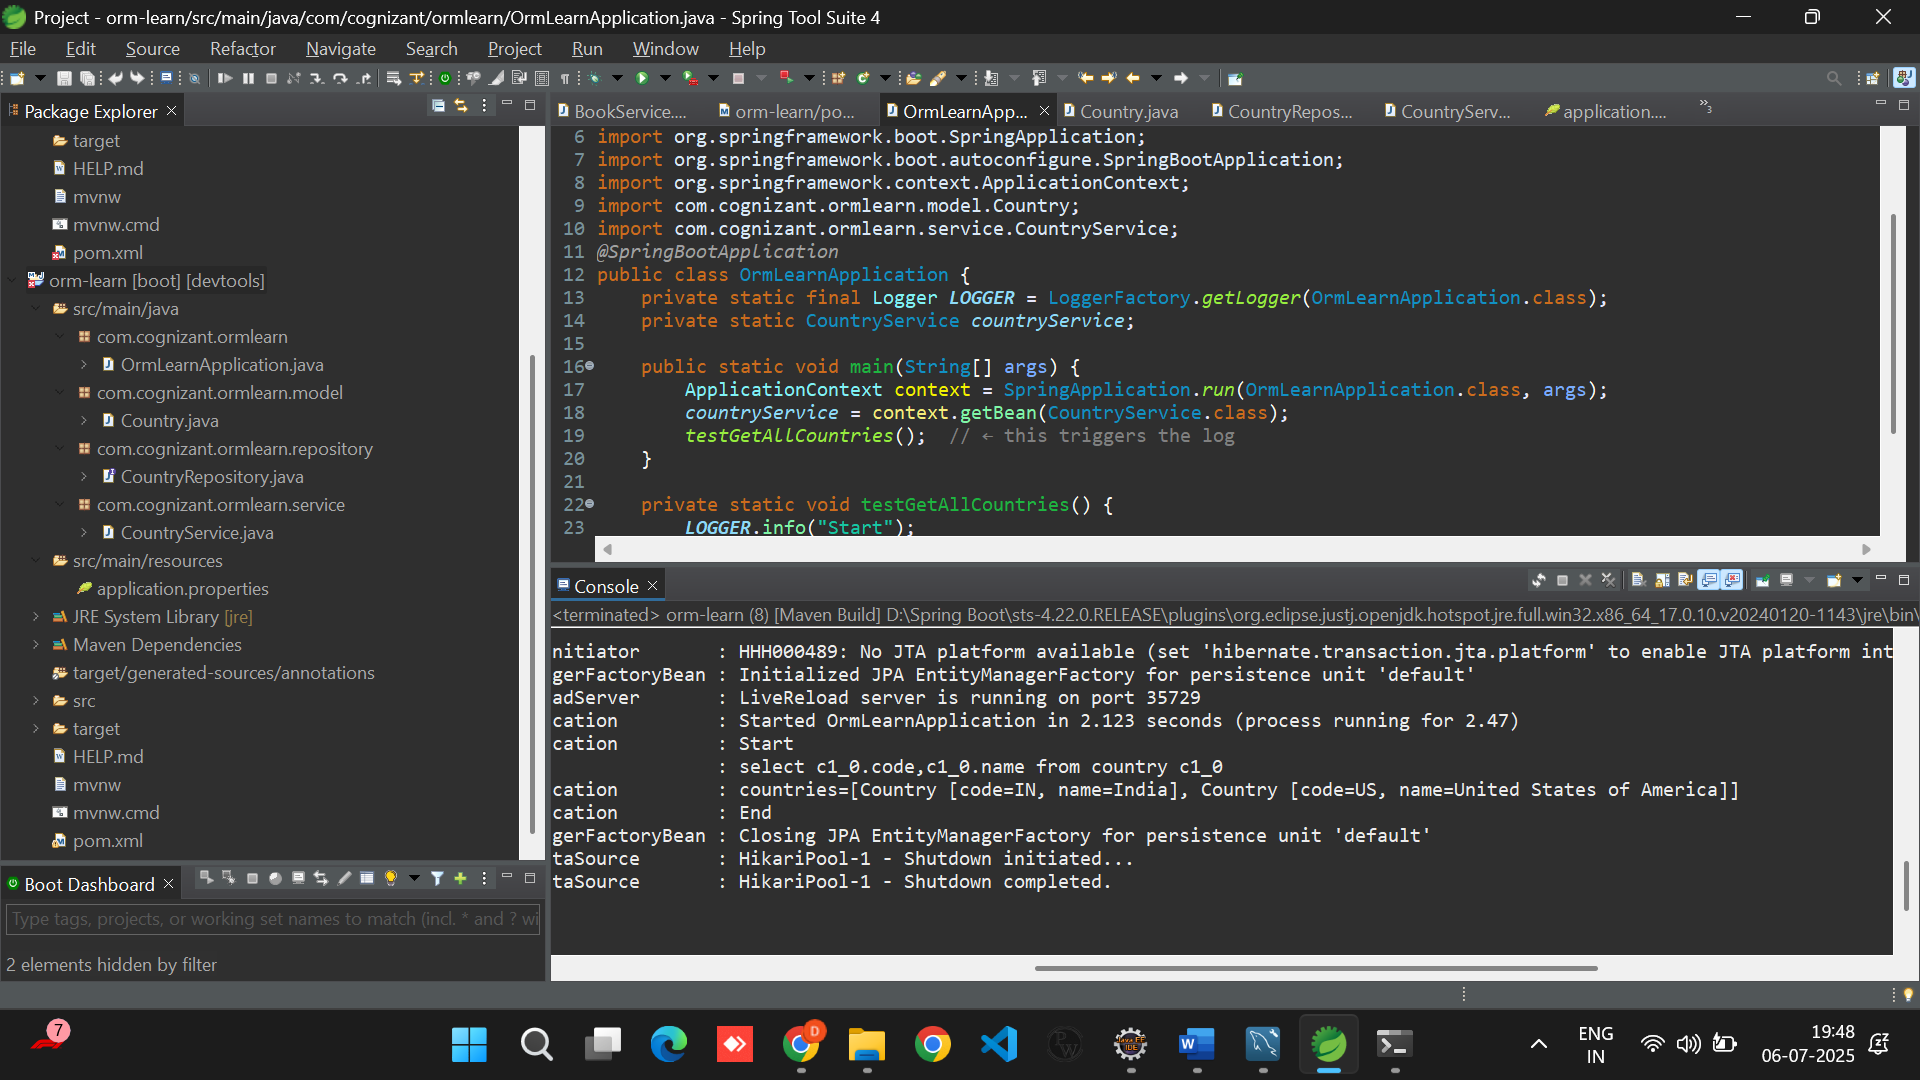 Project - orm-learn/src/main/java/com/cognizant/ormlearn/OrmLearnApplication.java - Spring Tool Suite 4
File Edit Source Refactor Navigate Search Project Run Window Help
Package Explorer
target
HELP.md
mvnw
mvnw.cmd
pom.xml
orm-learn [boot] [devtools]
src/main/java
com.cognizant.ormlearn
OrmLearnApplication.java
com.cognizant.ormlearn.model
Country.java
com.cognizant.ormlearn.repository
CountryRepository.java
com.cognizant.ormlearn.service
CountryService.java
src/main/resources
application.properties
JRE System Library [jre]
Maven Dependencies
target/generated-sources/annotations
src
target
HELP.md
mvnw
mvnw.cmd
pom.xml
Boot Dashboard
Type tags, projects, or working set names to match (incl. * and ? wi
2 elements hidden by filter
BookService.... orm-learn/po... OrmLearnApp... Country.java CountryRepos... CountryServ... application.... »3
6 import org.springframework.boot.SpringApplication;
7 import org.springframework.boot.autoconfigure.SpringBootApplication;
8 import org.springframework.context.ApplicationContext;
9 import com.cognizant.ormlearn.model.Country;
10 import com.cognizant.ormlearn.service.CountryService;
11 @SpringBootApplication
12 public class OrmLearnApplication {
13     private static final Logger LOGGER = LoggerFactory.getLogger(OrmLearnApplication.class);
14     private static CountryService countryService;
15
16     public static void main(String[] args) {
17         ApplicationContext context = SpringApplication.run(OrmLearnApplication.class, args);
18         countryService = context.getBean(CountryService.class);
19         testGetAllCountries();  // ← this triggers the log
20     }
21
22     private static void testGetAllCountries() {
23         LOGGER.info("Start");
Console
<terminated> orm-learn (8) [Maven Build] D:\Spring Boot\sts-4.22.0.RELEASE\plugins\org.eclipse.justj.openjdk.hotspot.jre.full.win32.x86_64_17.0.10.v20240120-1143\jre\bin\
nitiator : HHH000489: No JTA platform available (set 'hibernate.transaction.jta.platform' to enable JTA platform int
gerFactoryBean : Initialized JPA EntityManagerFactory for persistence unit 'default'
adServer : LiveReload server is running on port 35729
cation : Started OrmLearnApplication in 2.123 seconds (process running for 2.47)
cation : Start
: select c1_0.code,c1_0.name from country c1_0
cation : countries=[Country [code=IN, name=India], Country [code=US, name=United States of America]]
cation : End
gerFactoryBean : Closing JPA EntityManagerFactory for persistence unit 'default'
taSource : HikariPool-1 - Shutdown initiated...
taSource : HikariPool-1 - Shutdown completed.
7
D
ENG
IN
19:48
06-07-2025